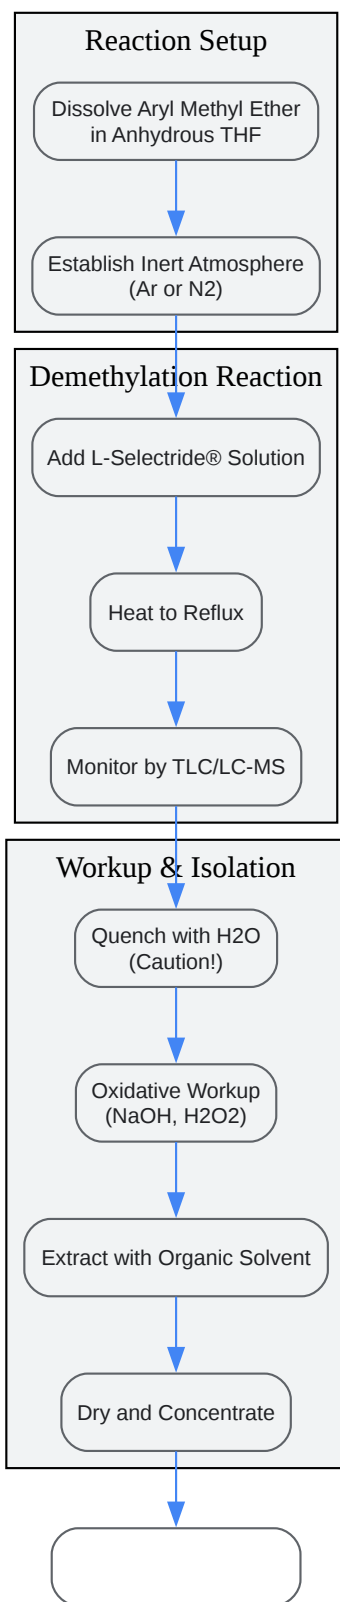 Reaction Setup
Dissolve Aryl Methyl Ether
in Anhydrous THF
Establish Inert Atmosphere
(Ar or N2)
Demethylation Reaction
Add L-Selectride® Solution
Heat to Reflux
Monitor by TLC/LC-MS
Workup & Isolation
Quench with H2O
(Caution!)
Oxidative Workup
(NaOH, H2O2)
Extract with Organic Solvent
Dry and Concentrate